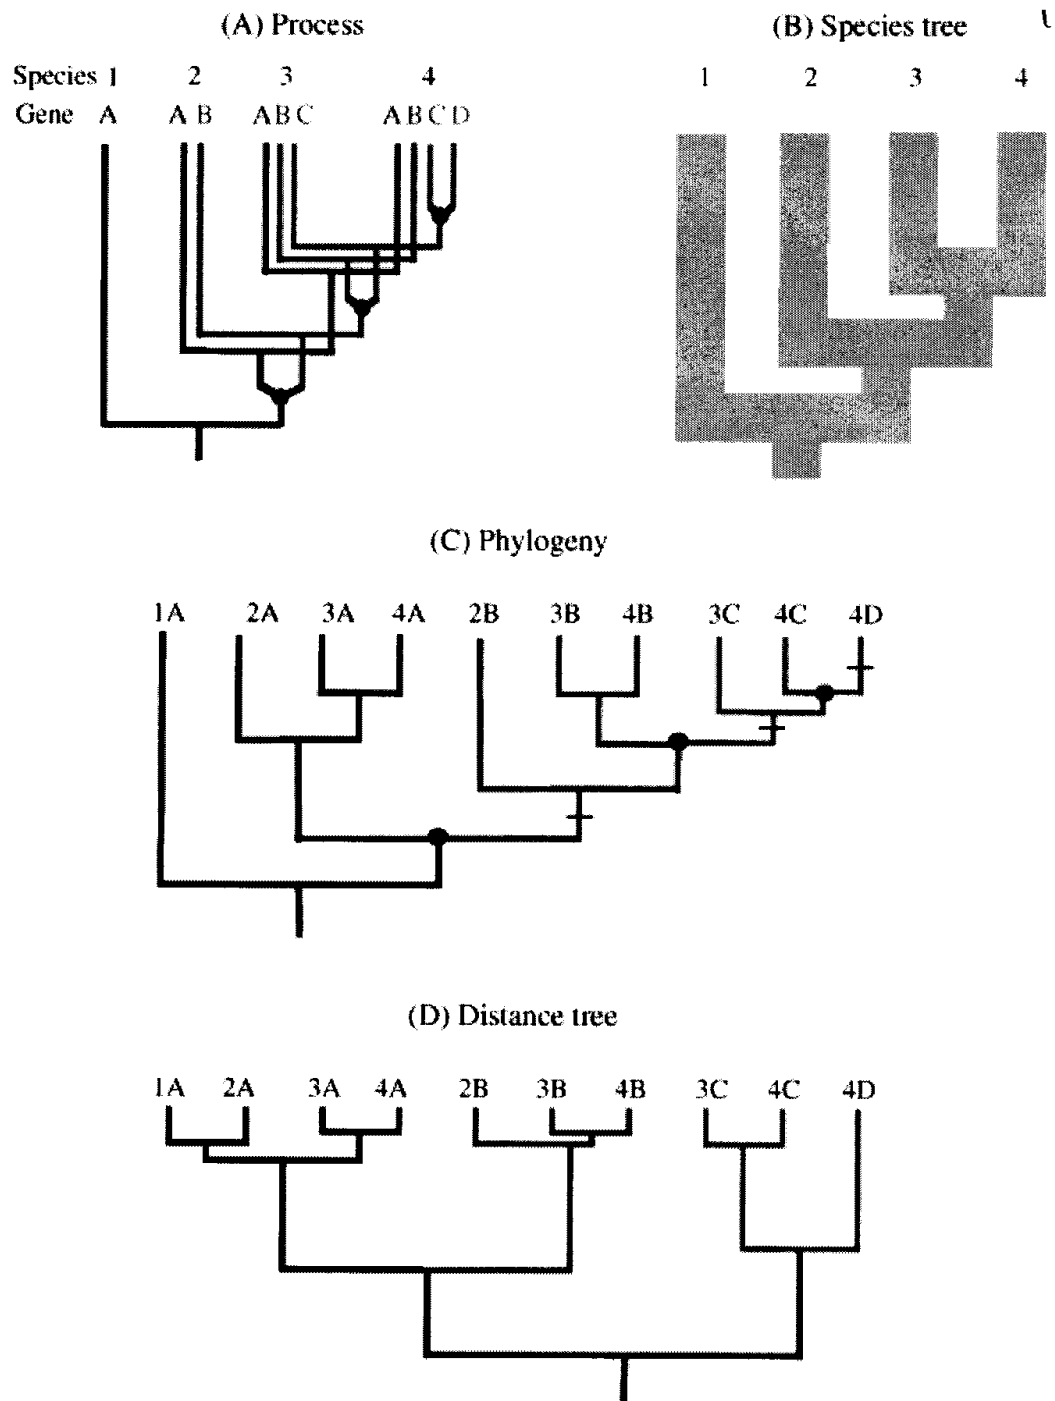 (A) Process
(B) Species tree
Species 1 2 3 4
Gene A A B A B C A B C D
1 2 3 4
(C) Phylogeny
1A 2A 3A 4A 2B 3B 4B 3C 4C 4D
(D) Distance tree
1A 2A 3A 4A 2B 3B 4B 3C 4C 4D